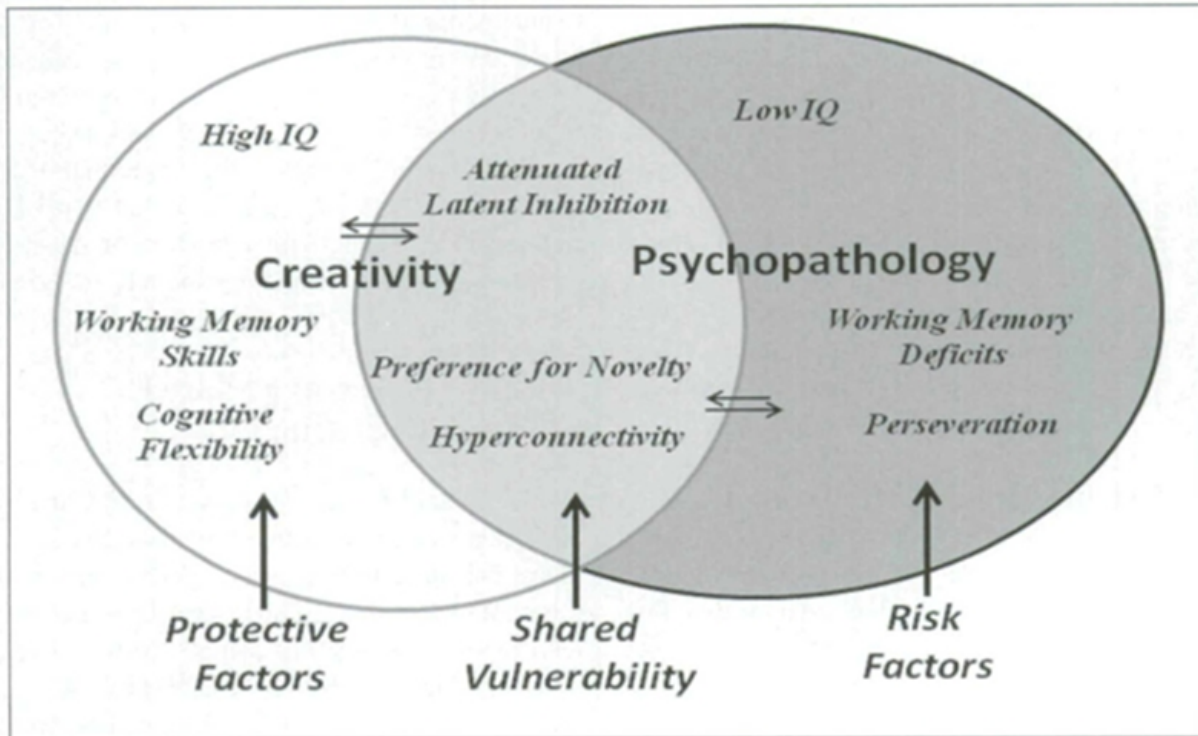 High IQ
Low IQ
Attenuated
Latent Inhibition
Creativity
Psychopathology
Working Memory
Skills
Working Memory
Deficits
Preference for Novelty
Cognitive
Flexibility
Hyperconnectivity
Perseveration
Protective
Factors
Shared
Vulnerability
Risk
Factors